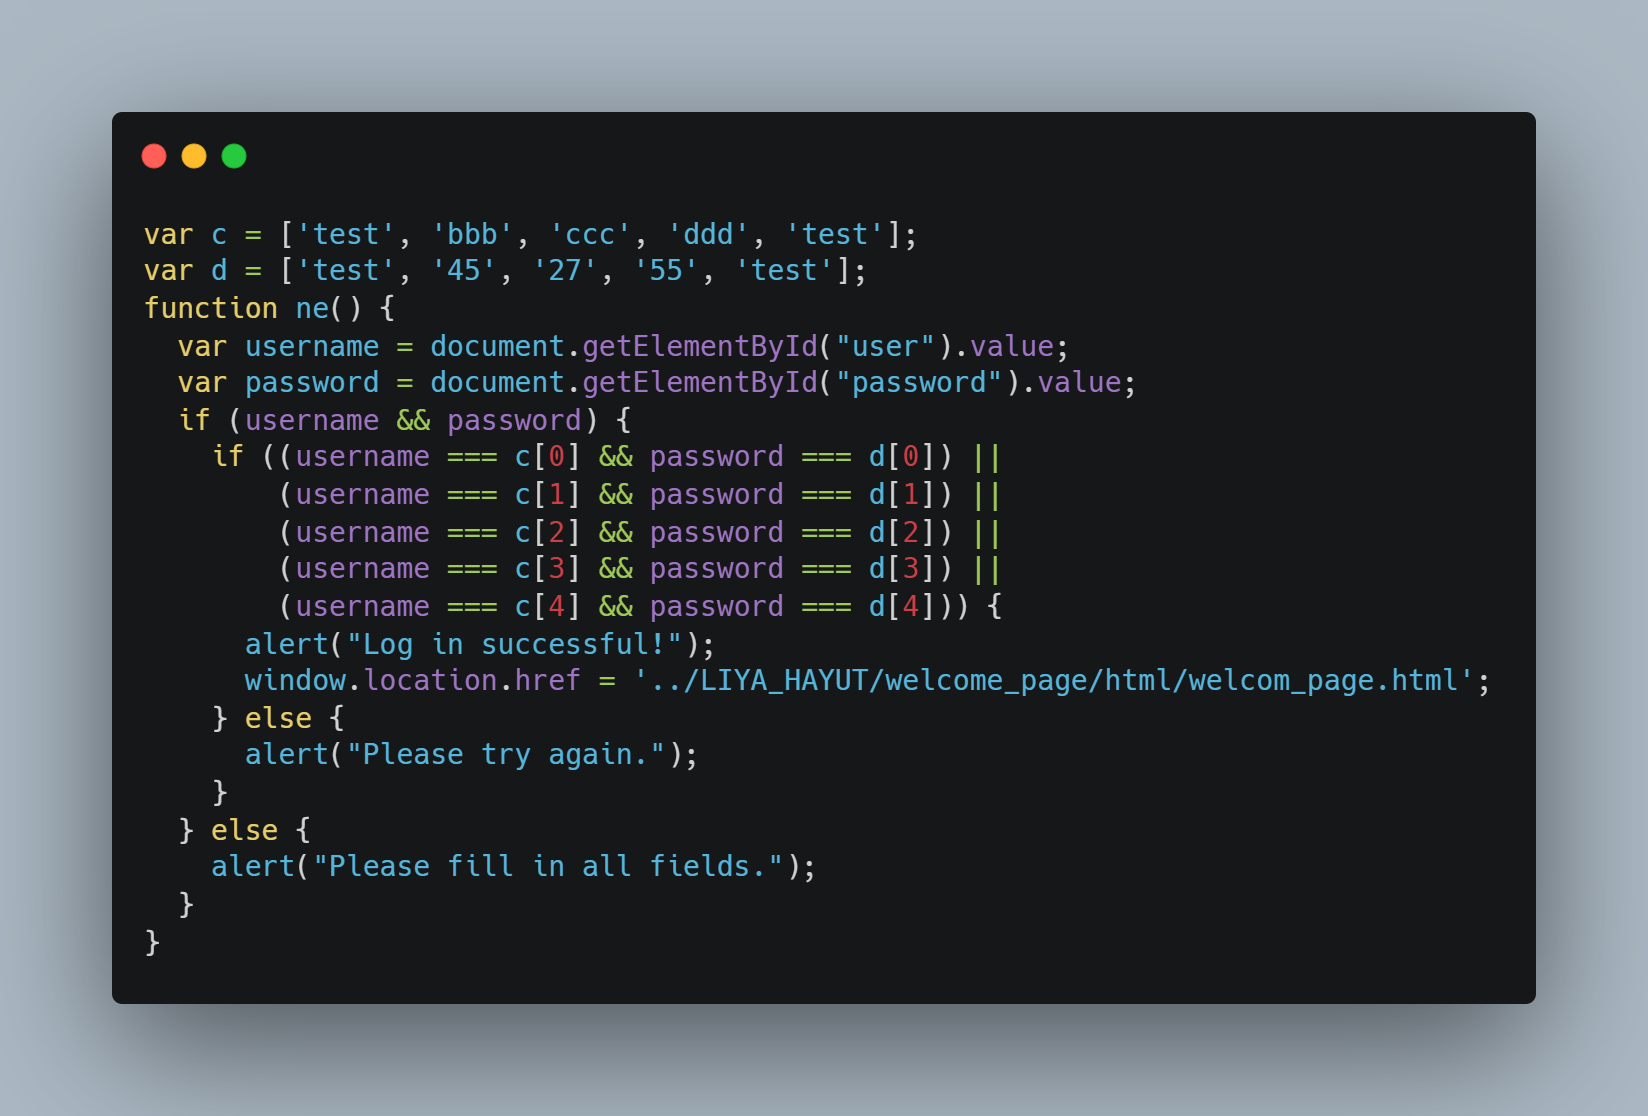 var c = ['test', 'bbb', 'ccc', 'ddd', 'test'];
var d = ['test', '45', '27', '55', 'test'];
function ne() {
  var username = document.getElementById("user").value;
  var password = document.getElementById("password").value;
  if (username && password) {
    if ((username === c[0] && password === d[0]) ||
        (username === c[1] && password === d[1]) ||
        (username === c[2] && password === d[2]) ||
        (username === c[3] && password === d[3]) ||
        (username === c[4] && password === d[4])) {
      alert("Log in successful!");
      window.location.href = '../LIYA_HAYUT/welcome_page/html/welcom_page.html';
    } else {
      alert("Please try again.");
    }
  } else {
    alert("Please fill in all fields.");
  }
}